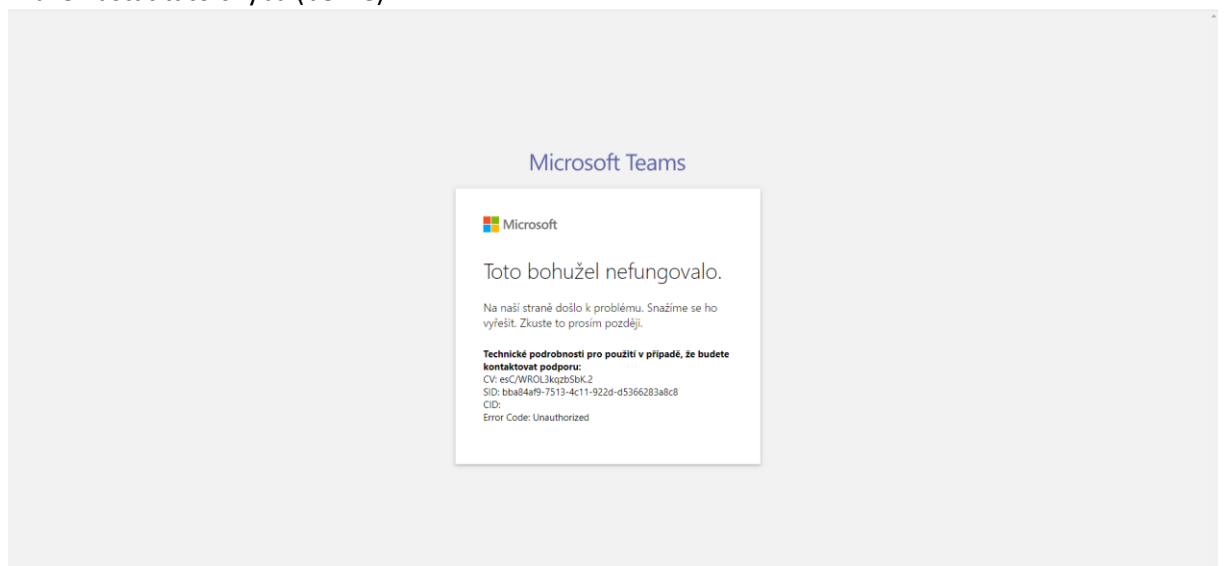 Microsoft Teams
Microsoft
Toto bohužel nefungovalo.
Na naší straně došlo k problému. Snažíme se ho
vyřešit. Zkuste to prosím později.
Technické podrobnosti pro použití v případě, že budete
kontaktovat podporu:
CV: esC/WROL3kqzbSbK.2
SID: bba84af9-7513-4c11-922d-d5366283a8c8
CID:
Error Code: Unauthorized